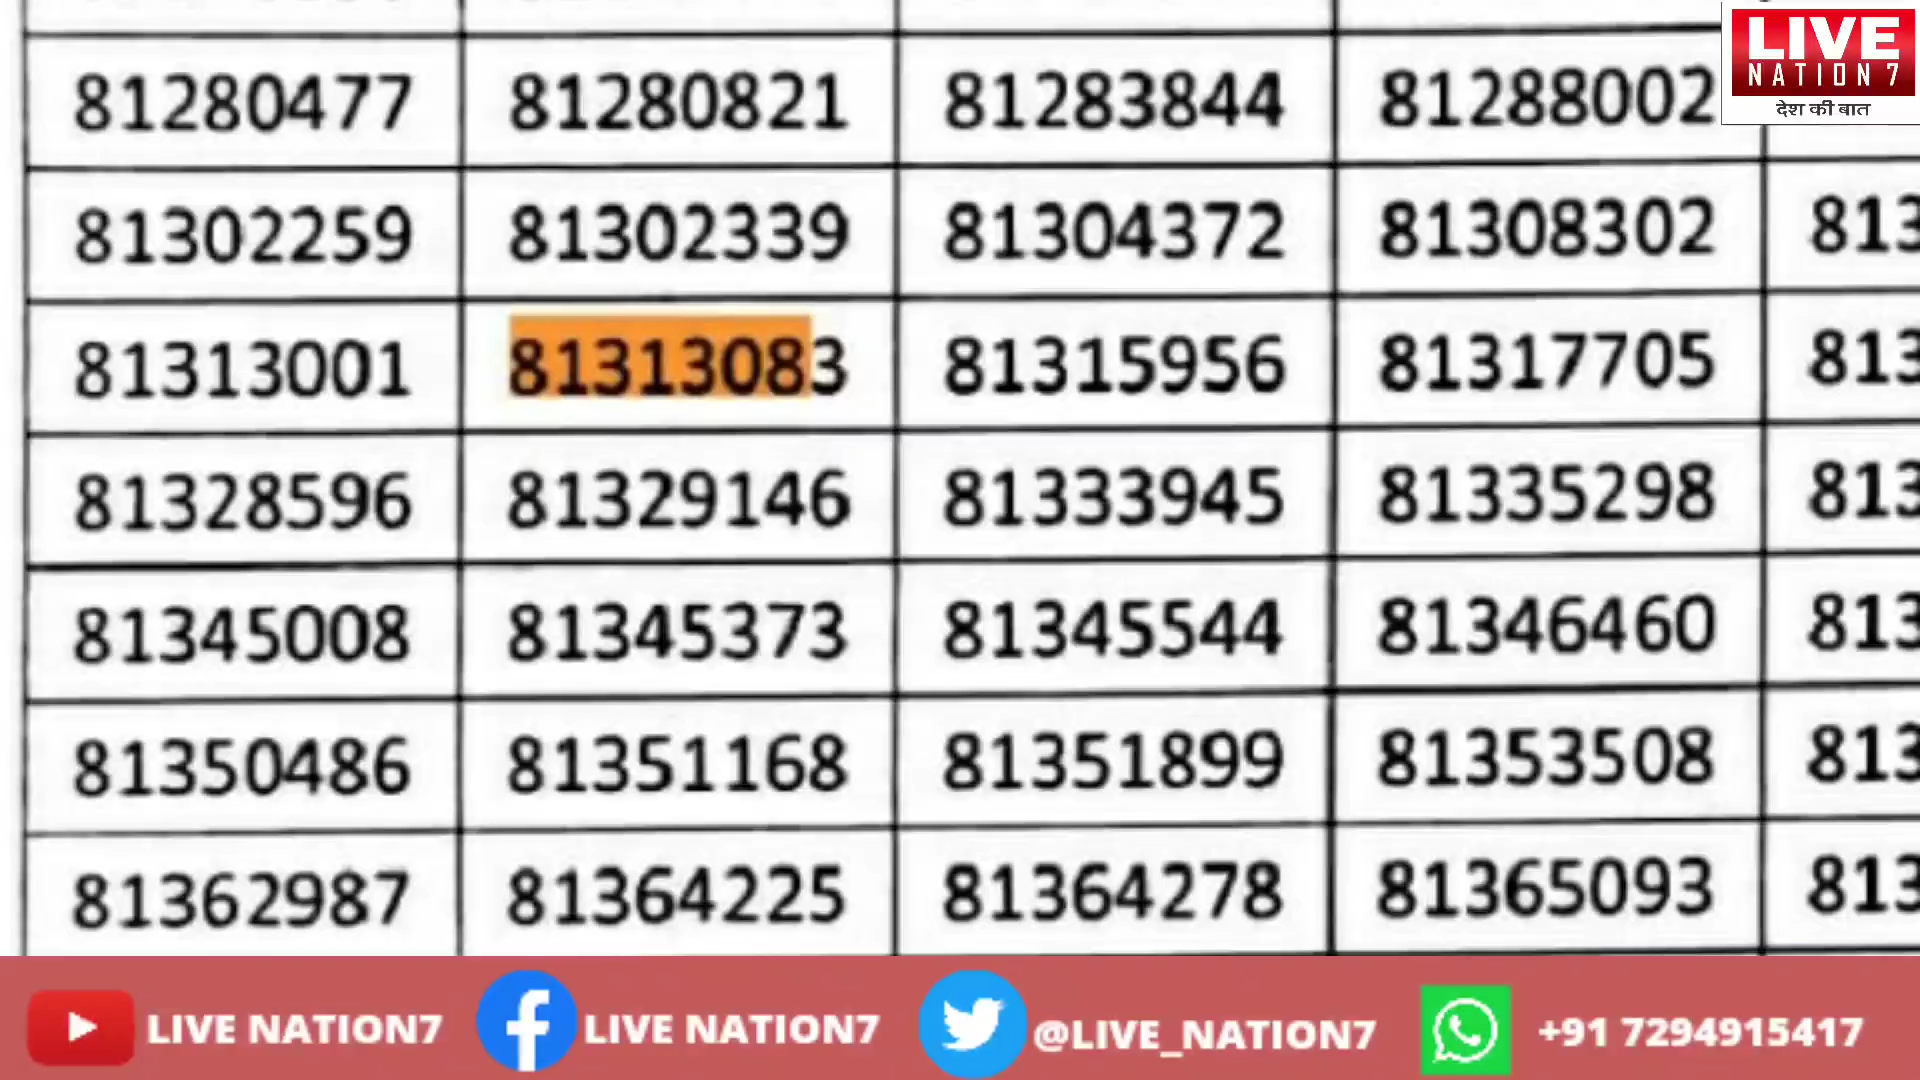 LIVE
NATION 7
देश की बात
81280477 81280821 81283844 81288002
81302259 81302339 81304372 81308302 813
81313001 81313083 81315956 81317705 813
81328596 81329146 81333945 81335298 813
81345008 81345373 81345544 81346460 813
81350486 81351168 81351899 81353508 813
81362987 81364225 81364278 81365093 813
LIVE NATION7 LIVE NATION7 @LIVE_NATION7 +91 7294915417